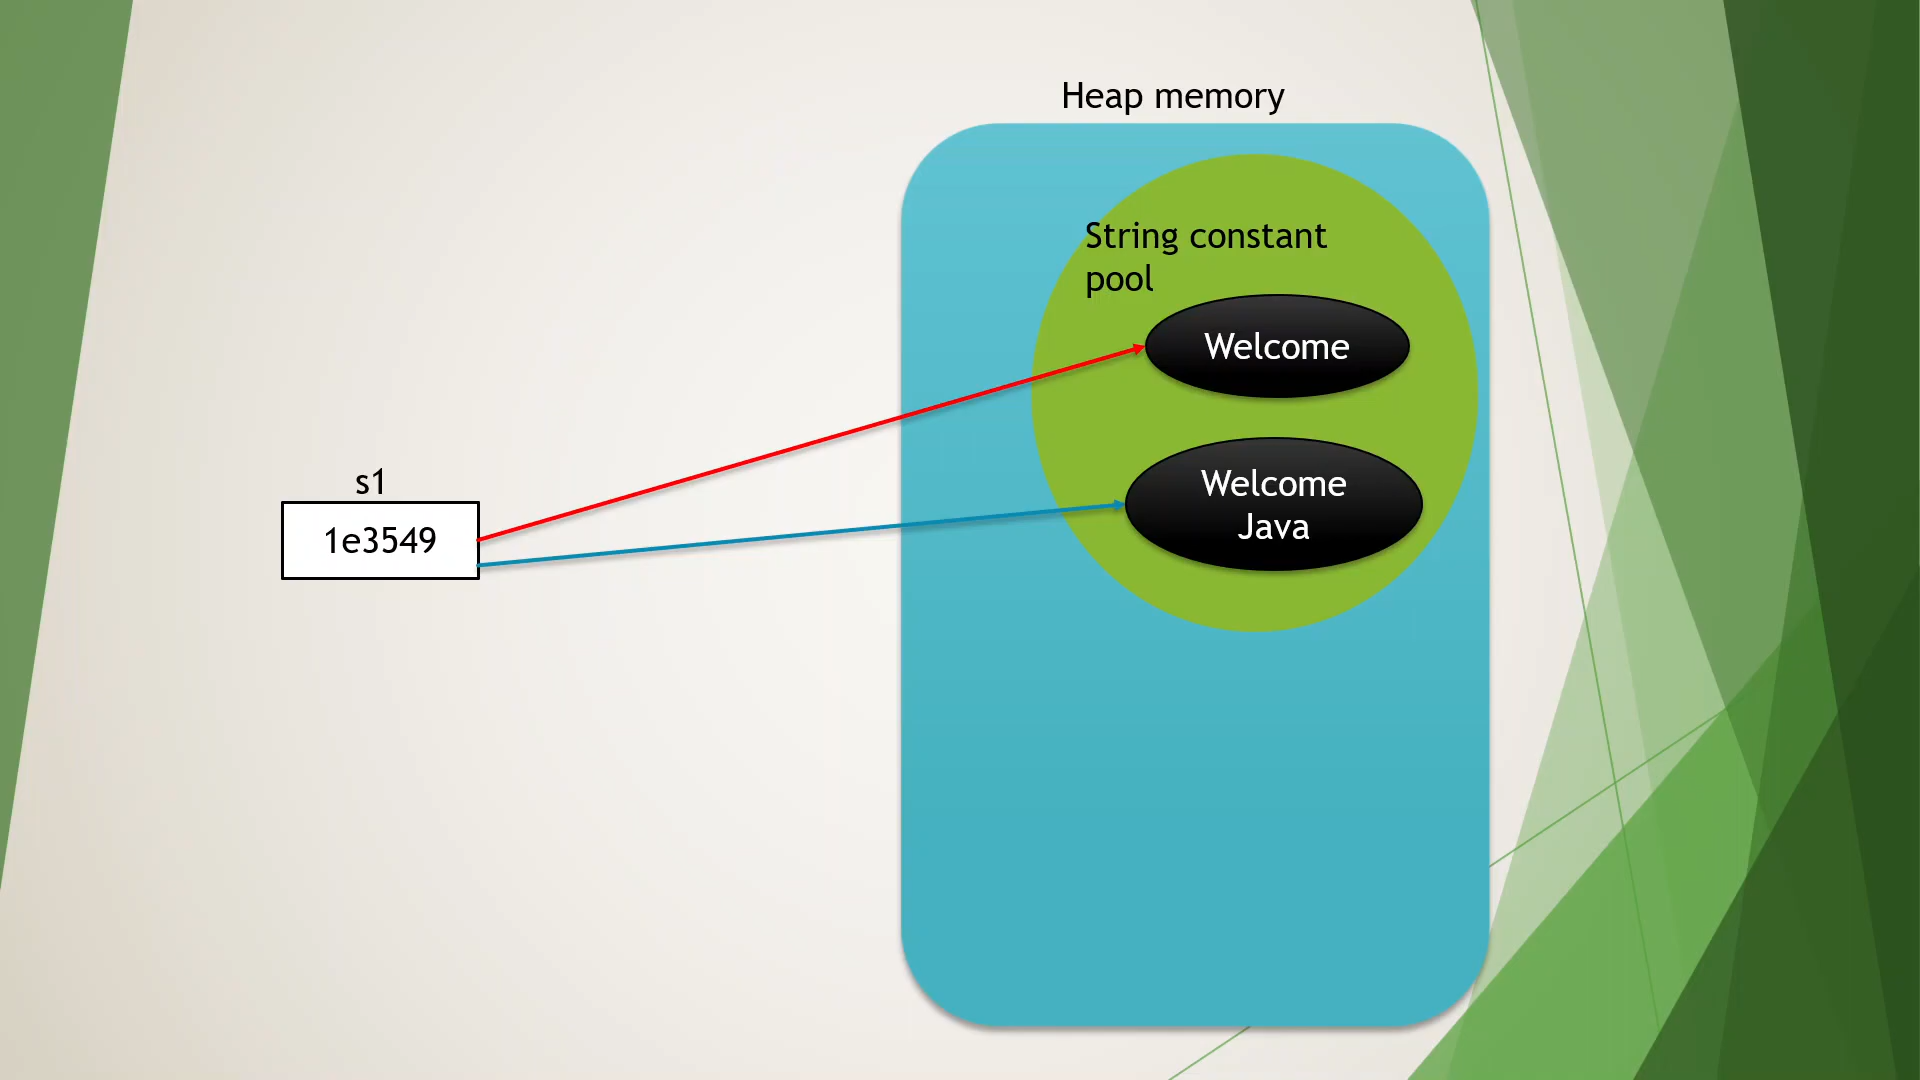 Heap memory
String constant
pool
Welcome
Welcome
Java
s1
1e3549